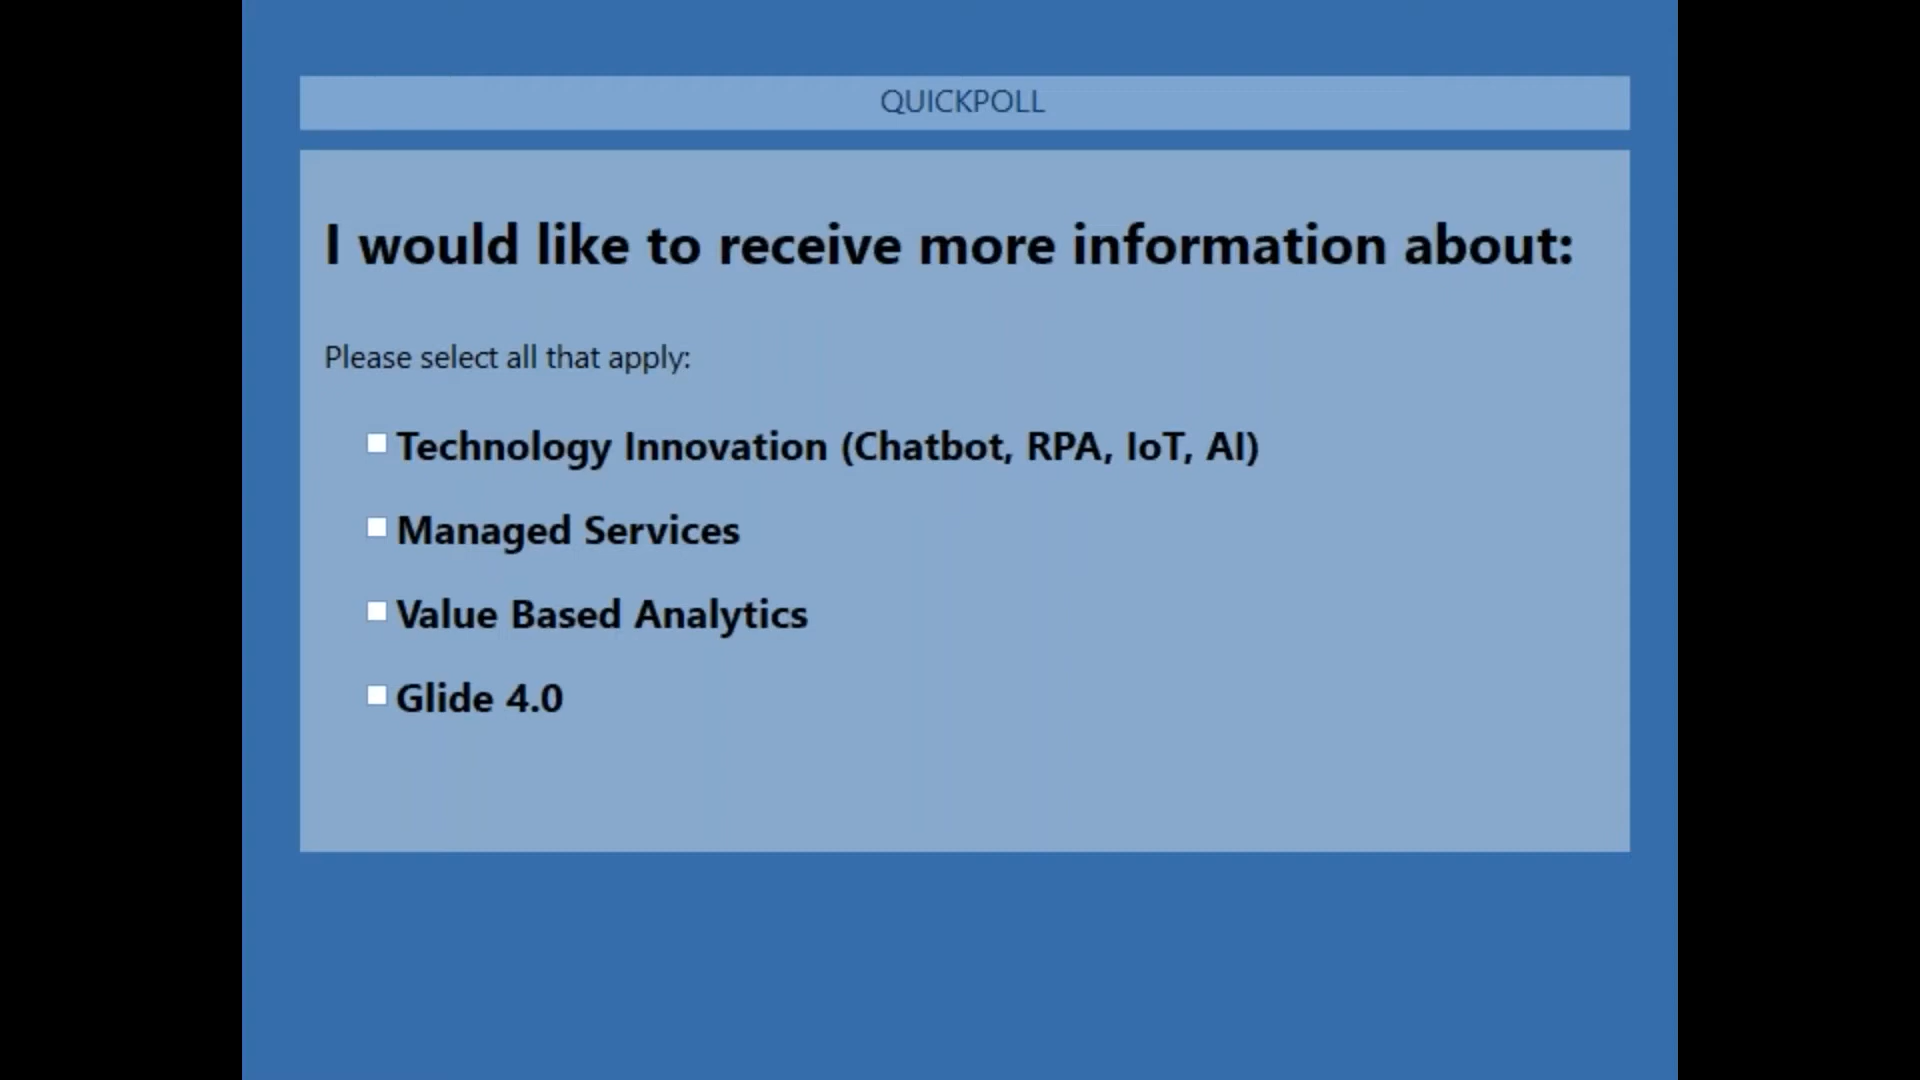 QUICKPOLL
I would like to receive more information about:
Please select all that apply:
Technology Innovation (Chatbot, RPA, IoT, AI)
Managed Services
Value Based Analytics
Glide 4.0